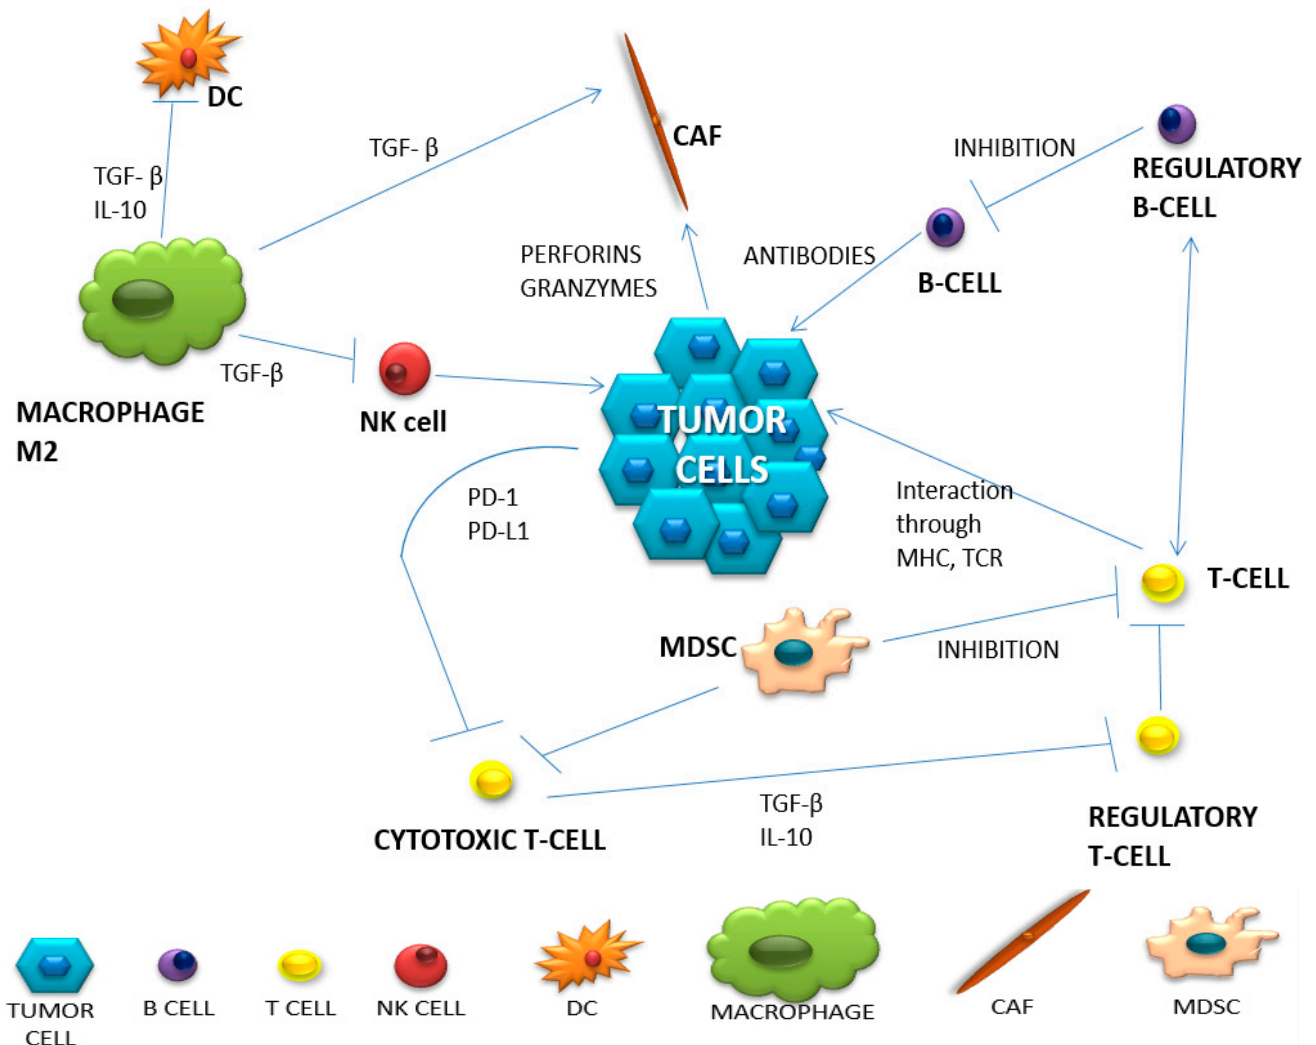 DC
TGF- β
IL-10
TGF- β
CAF
INHIBITION
REGULATORY
B-CELL
PERFORINS
GRANZYMES
ANTIBODIES
B-CELL
TGF-β
MACROPHAGE
M2
NK cell
TUMOR
CELLS
PD-1
PD-L1
Interaction
through
MHC, TCR
T-CELL
MDSC
INHIBITION
TGF-β
IL-10
CYTOTOXIC T-CELL
REGULATORY
T-CELL
TUMOR
CELL
B CELL
T CELL
NK CELL
DC
MACROPHAGE
CAF
MDSC